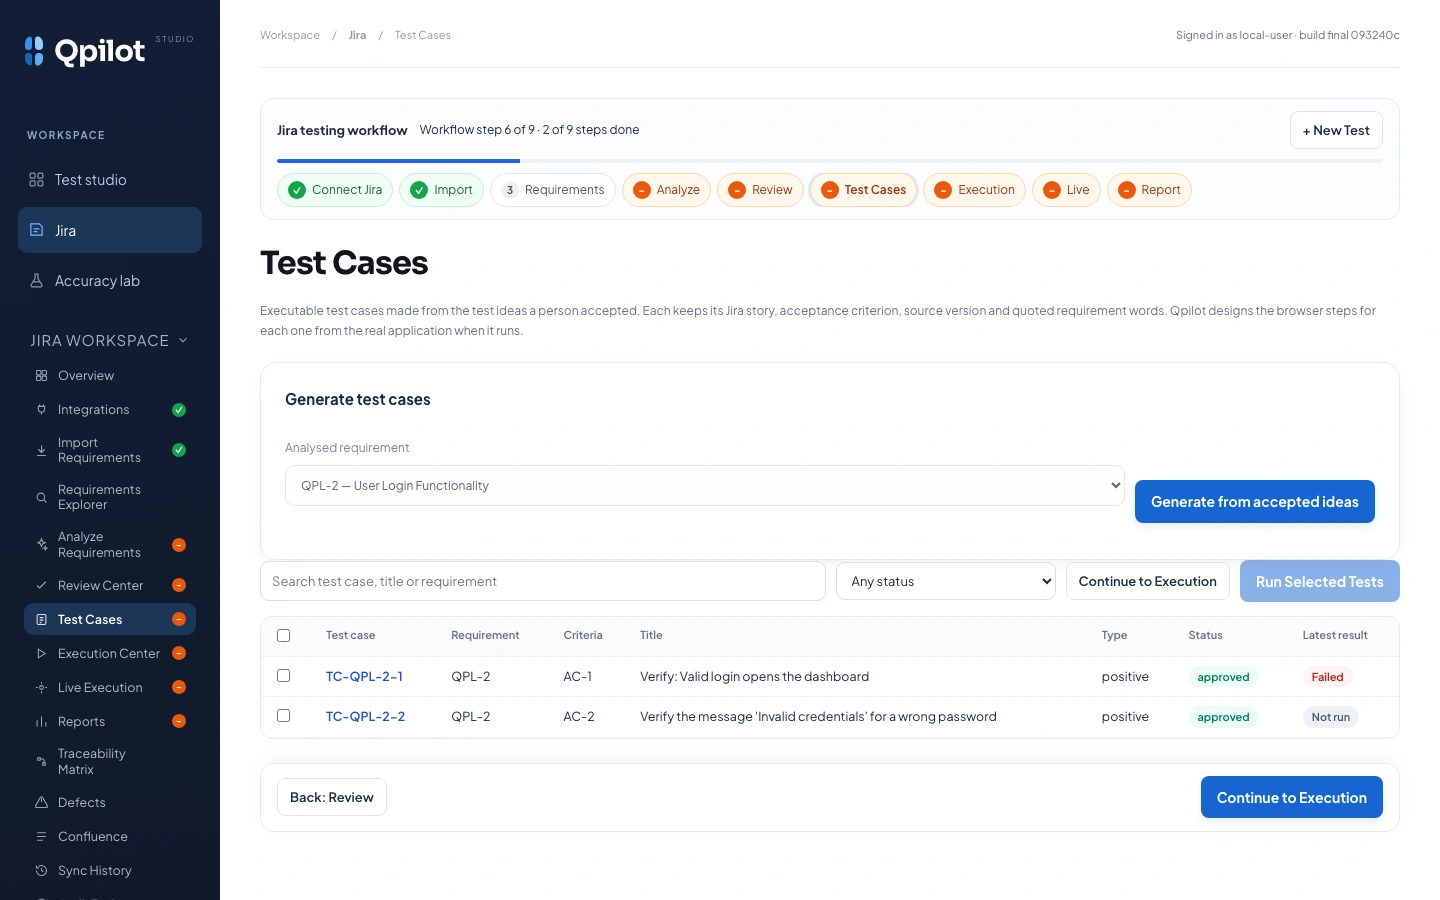 Qpilot STUDIO
Workspace / Jira / Test Cases
Signed in as local-user · build final 093240c
WORKSPACE
Test studio
Jira
Accuracy lab
JIRA WORKSPACE
Overview
Integrations
Import
Requirements
Requirements
Explorer
Analyze
Requirements
Review Center
Test Cases
Execution Center
Live Execution
Reports
Traceability
Matrix
Defects
Confluence
Sync History
Jira testing workflow Workflow step 6 of 9 · 2 of 9 steps done
+ New Test
Connect Jira Import 3 Requirements Analyze Review Test Cases Execution Live Report
Test Cases
Executable test cases made from the test ideas a person accepted. Each keeps its Jira story, acceptance criterion, source version and quoted requirement words. Qpilot designs the browser steps for
each one from the real application when it runs.
Generate test cases
Analysed requirement
QPL-2 — User Login Functionality
Generate from accepted ideas
Search test case, title or requirement
Any status
Continue to Execution
Run Selected Tests
Test case Requirement Criteria Title Type Status Latest result
TC-QPL-2-1 QPL-2 AC-1 Verify: Valid login opens the dashboard positive approved Failed
TC-QPL-2-2 QPL-2 AC-2 Verify the message 'Invalid credentials' for a wrong password positive approved Not run
Back: Review
Continue to Execution